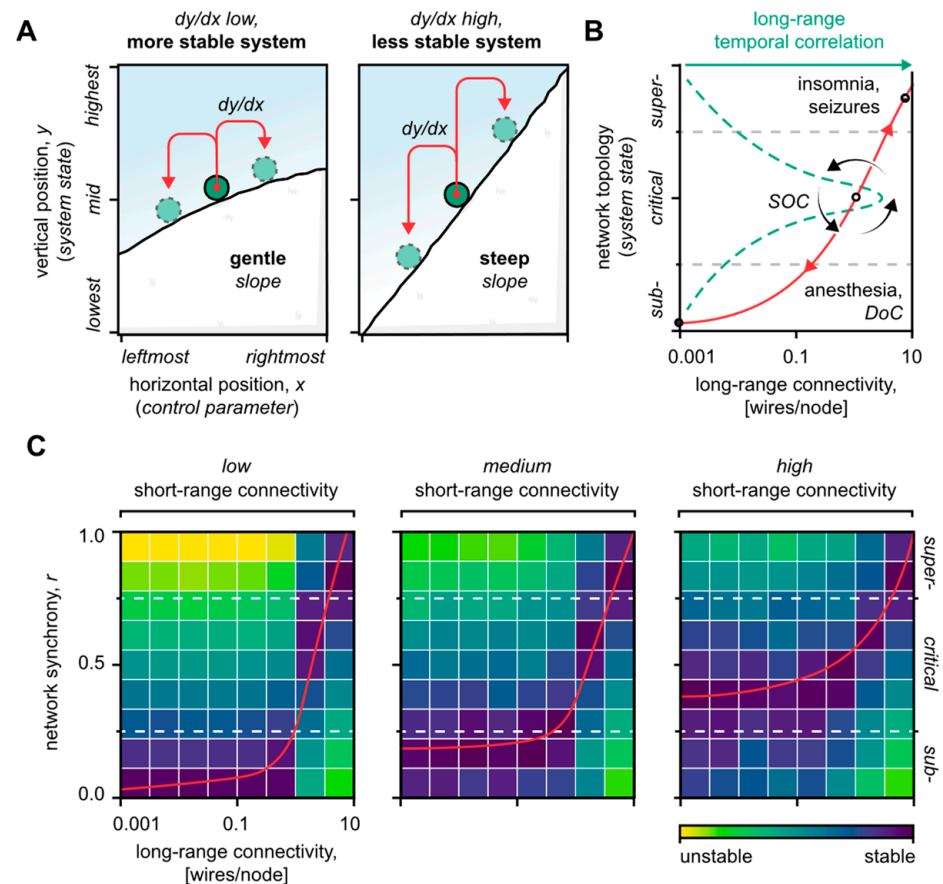 A
dy/dx low,
more stable system
dy/dx high,
less stable system
vertical position, y
(system state)
highest
mid
lowest
dy/dx
gentle
slope
dy/dx
steep
slope
leftmost
rightmost
horizontal position, x
(control parameter)
B
long-range
temporal correlation
network topology
(system state)
super-
critical
sub-
insomnia,
seizures
SOC
anesthesia,
DoC
0.001
0.1
10
long-range connectivity,
[wires/node]
C
low
short-range connectivity
medium
short-range connectivity
high
short-range connectivity
network synchrony, r
1.0
0.5
0.0
super-
critical
sub-
0.001
0.1
10
long-range connectivity,
[wires/node]
unstable
stable